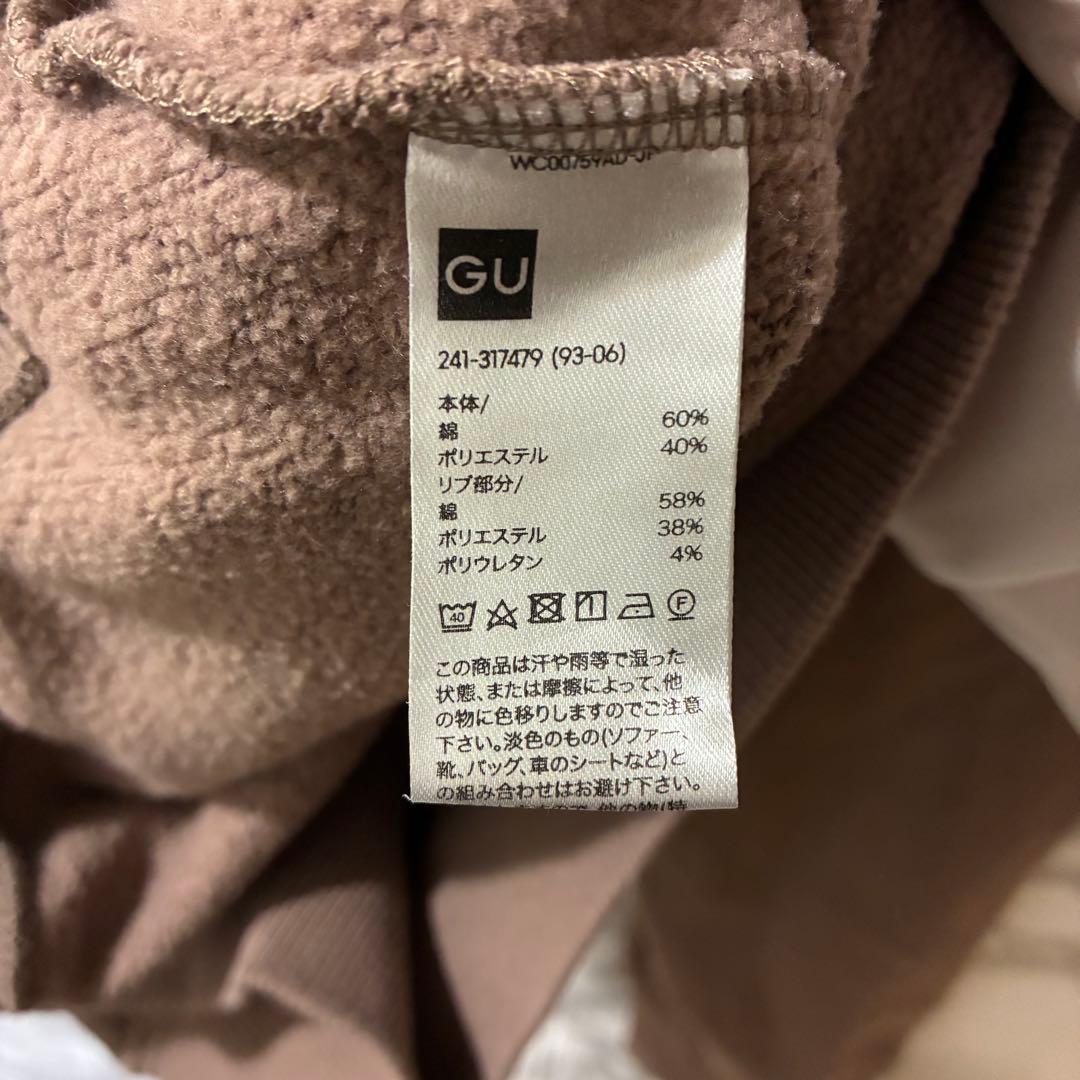 WC00759AD-JP
GU
241-317479 (93-06)
本体/
綿 60%
ポリエステル 40%
リブ部分/
綿 58%
ポリエステル 38%
ポリウレタン 4%
40
F
この商品は汗や雨等で湿った
状態、または摩擦によって、他
の物に色移りしますのでご注意
下さい。淡色のもの(ソファー、
靴、バッグ、車のシートなど)と
の組み合わせはお避け下さい。